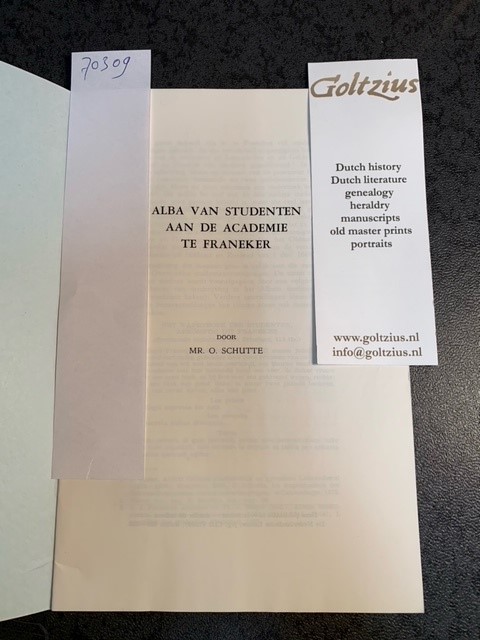 70309
Goltzius
Dutch history
Dutch literature
genealogy
heraldry
manuscripts
old master prints
portraits
www.goltzius.nl
info@goltzius.nl
ALBA VAN STUDENTEN
AAN DE ACADEMIE
TE FRANEKER
DOOR
MR. O. SCHUTTE